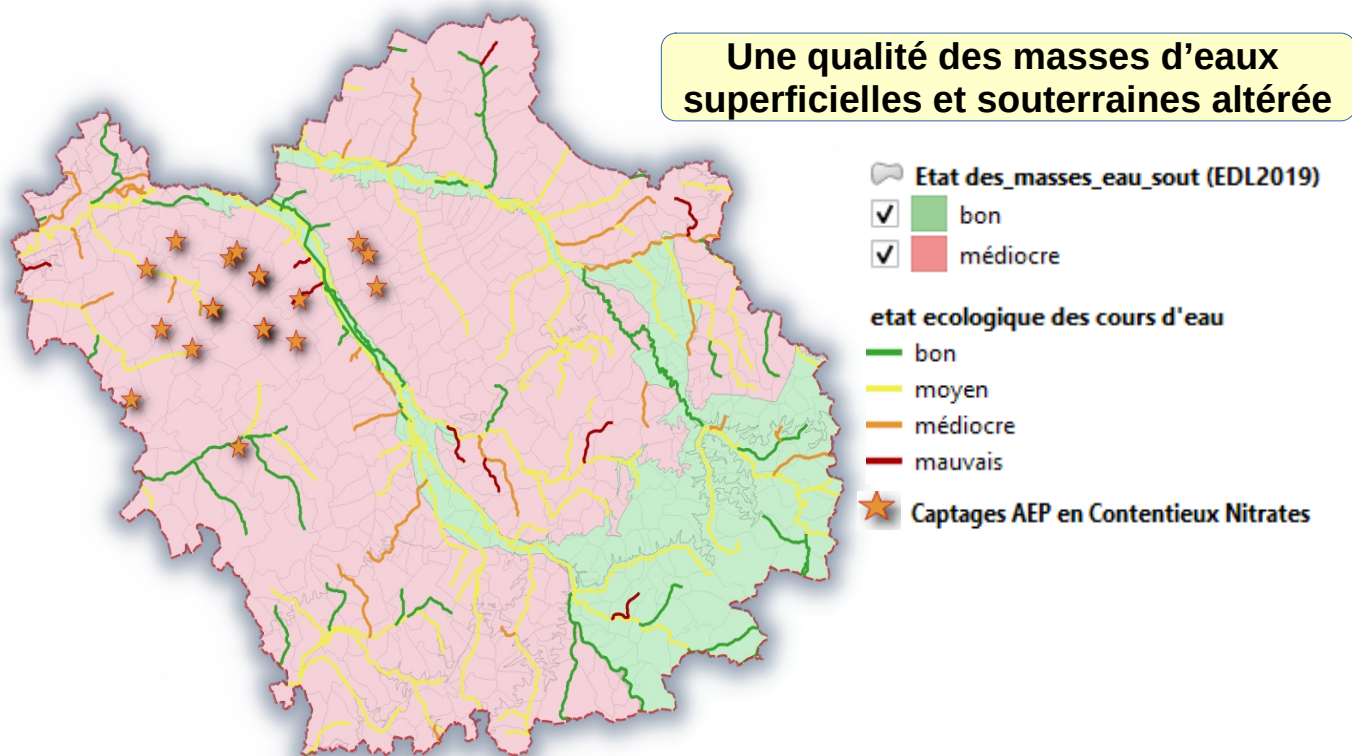 Une qualité des masses d’eaux
superficielles et souterraines altérée
Etat des_masses_eau_sout (EDL2019)
bon
médiocre
etat ecologique des cours d'eau
bon
moyen
médiocre
mauvais
Captages AEP en Contentieux Nitrates